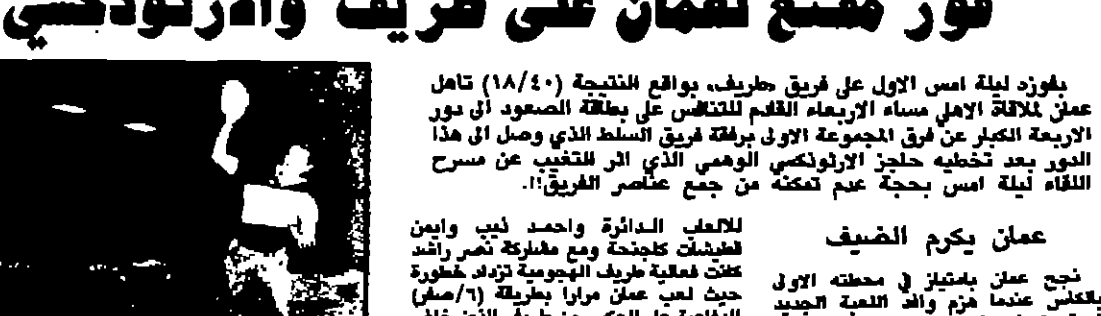 فوز مقنع لعمان على طريف والارثوذكسي
بفوزه ليلة امس الاول على فريق طريف، بواقع النتيجة (١٨/٤٠) تاهل
عمان لملاقاة الاهلي مساء الاربعاء القادم للتنافس على بطاقة الصعود الى دور
الاربعة الكبار عن فرق المجموعة الاولى برفقة فريق السلط الذي وصل الى هذا
الدور بعد تخطيه حاجز الارثوذكسي الوهمي الذي اثر التغيب عن مسرح
اللقاء ليلة امس بحجة عدم تمكنه من جمع عناصر الفريق!!.
عمان يكرم الضيف
نجح عمان بامتياز في محطته الاولى
بالكاس عندما هزم وافد اللعبة الجديد
للالعاب الدائرة واحمد ذيب وايمن
قطيشات كاجنحة ومع مشاركة نصر راشد
كانت فعالية طريف الهجومية تزداد خطورة
حيث لعب عمان مرارا بطريقة (٦/صفر)